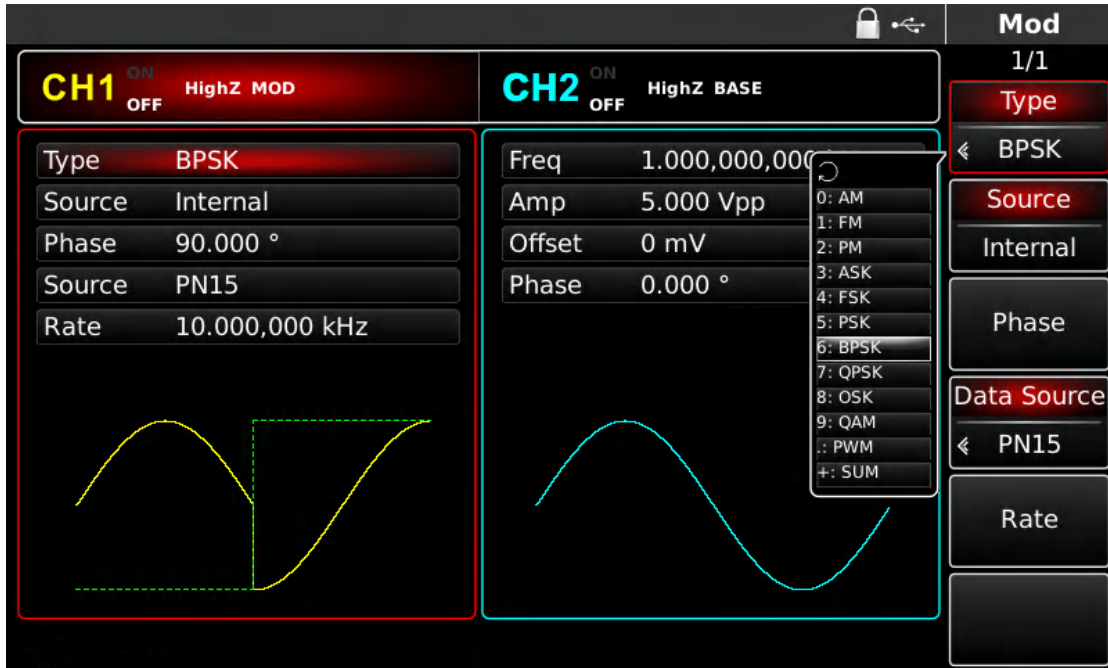 Mod
1/1
CH1 ON OFF HighZ MOD
CH2 ON OFF HighZ BASE
Type BPSK
Source Internal
Phase 90.000 °
Source PN15
Rate 10.000,000 kHz
Freq 1.000,000,000
Amp 5.000 Vpp
Offset 0 mV
Phase 0.000 °
0: AM
1: FM
2: PM
3: ASK
4: FSK
5: PSK
6: BPSK
7: QPSK
8: OSK
9: QAM
.: PWM
+: SUM
Type
BPSK
Source
Internal
Phase
Data Source
PN15
Rate